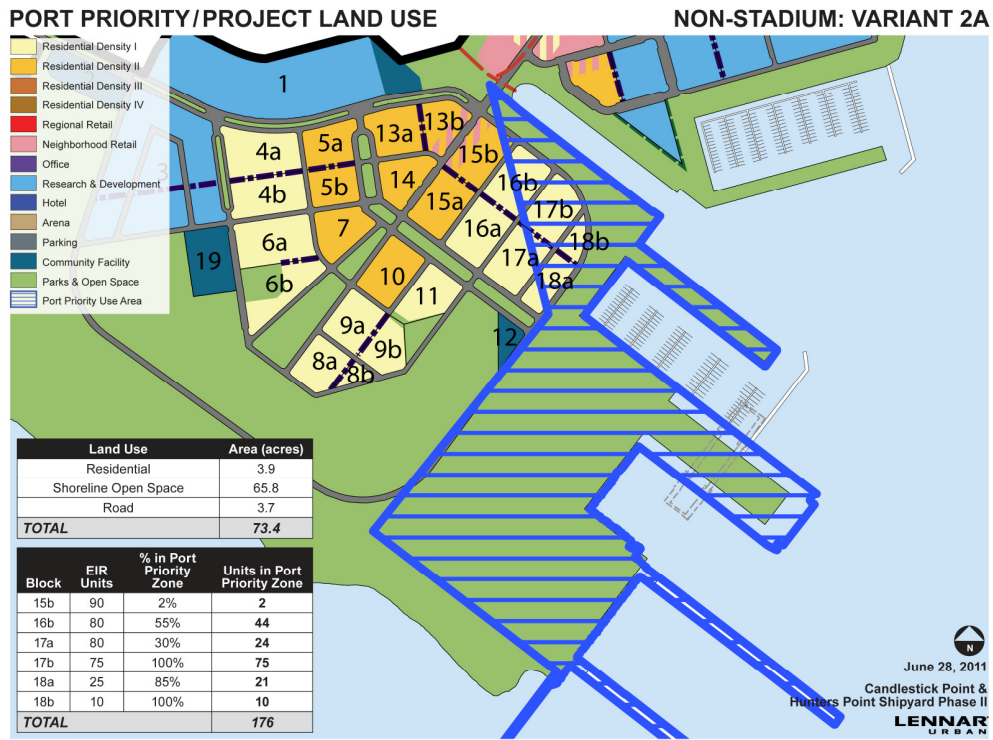 PORT PRIORITY/PROJECT LAND USE
NON-STADIUM: VARIANT 2A
Residential Density I
Residential Density II
Residential Density III
Residential Density IV
Regional Retail
Neighborhood Retail
Office
Research & Development
Hotel
Arena
Parking
Community Facility
Parks & Open Space
Port Priority Use Area
1
3
4a
4b
5a
5b
6a
6b
7
8a
8b
9a
9b
10
11
12
13a
13b
14
15a
15b
16a
16b
17a
17b
18a
18b
19
Land Use Area (acres)
Residential 3.9
Shoreline Open Space 65.8
Road 3.7
TOTAL 73.4
Block EIR Units % in Port Priority Zone Units in Port Priority Zone
15b 90 2% 2
16b 80 55% 44
17a 80 30% 24
17b 75 100% 75
18a 25 85% 21
18b 10 100% 10
TOTAL 176
N
June 28, 2011
Candlestick Point &
Hunters Point Shipyard Phase II
LENNAR
URBAN